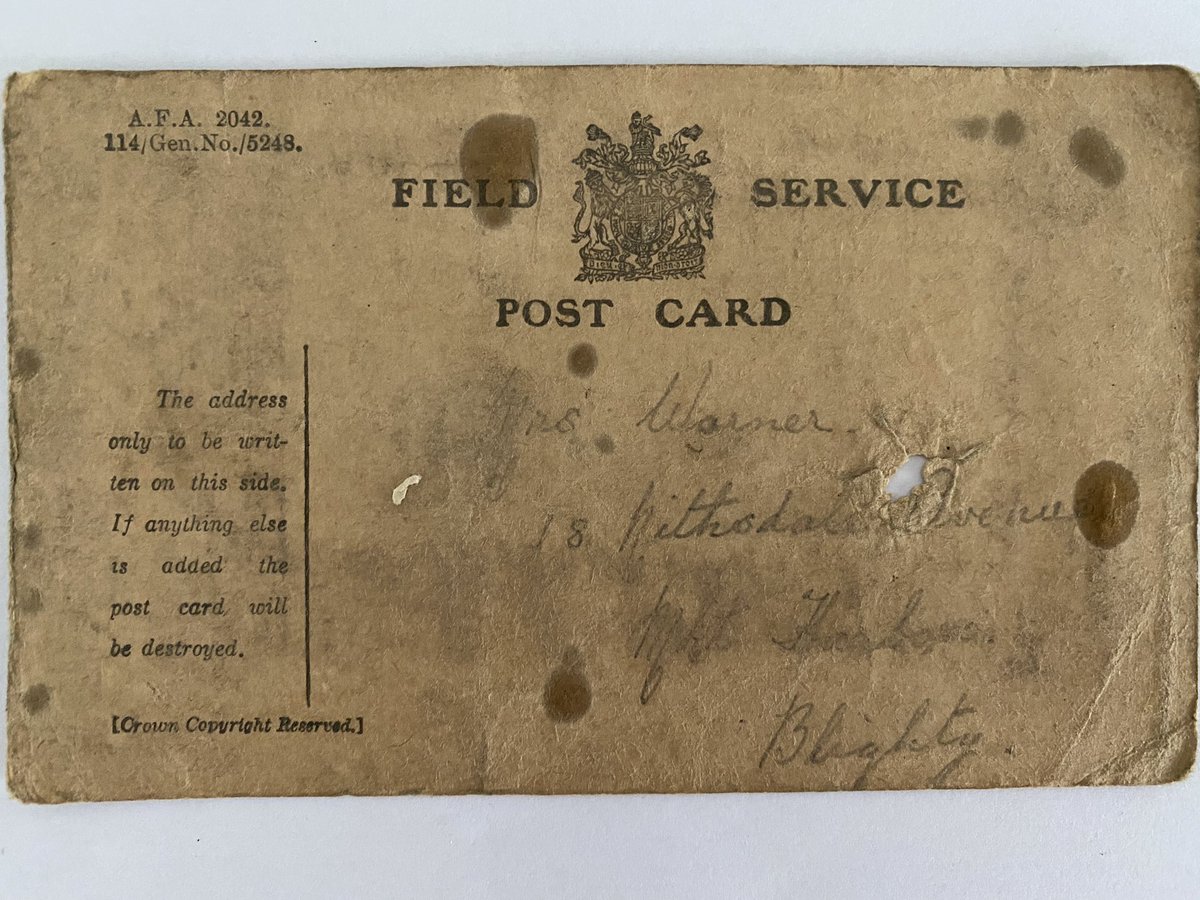 A.F.A. 2042.
114/Gen.No./5248.
FIELD SERVICE
POST CARD
The address
only to be writ-
ten on this side.
If anything else
is added the
post card will
be destroyed.
[Crown Copyright Reserved.]
Mrs Warner.
18 Avenue
Blighty.